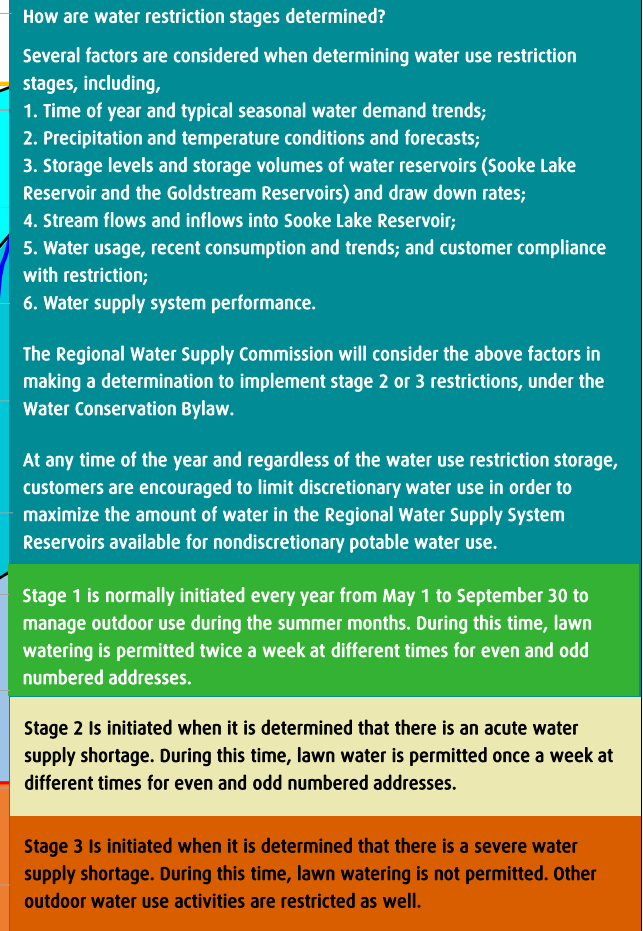 How are water restriction stages determined?
Several factors are considered when determining water use restriction
stages, including,
1. Time of year and typical seasonal water demand trends;
2. Precipitation and temperature conditions and forecasts;
3. Storage levels and storage volumes of water reservoirs (Sooke Lake
Reservoir and the Goldstream Reservoirs) and draw down rates;
4. Stream flows and inflows into Sooke Lake Reservoir;
5. Water usage, recent consumption and trends; and customer compliance
with restriction;
6. Water supply system performance.
The Regional Water Supply Commission will consider the above factors in
making a determination to implement stage 2 or 3 restrictions, under the
Water Conservation Bylaw.
At any time of the year and regardless of the water use restriction storage,
customers are encouraged to limit discretionary water use in order to
maximize the amount of water in the Regional Water Supply System
Reservoirs available for nondiscretionary potable water use.
Stage 1 is normally initiated every year from May 1 to September 30 to
manage outdoor use during the summer months. During this time, lawn
watering is permitted twice a week at different times for even and odd
numbered addresses.
Stage 2 Is initiated when it is determined that there is an acute water
supply shortage. During this time, lawn water is permitted once a week at
different times for even and odd numbered addresses.
Stage 3 Is initiated when it is determined that there is a severe water
supply shortage. During this time, lawn watering is not permitted. Other
outdoor water use activities are restricted as well.